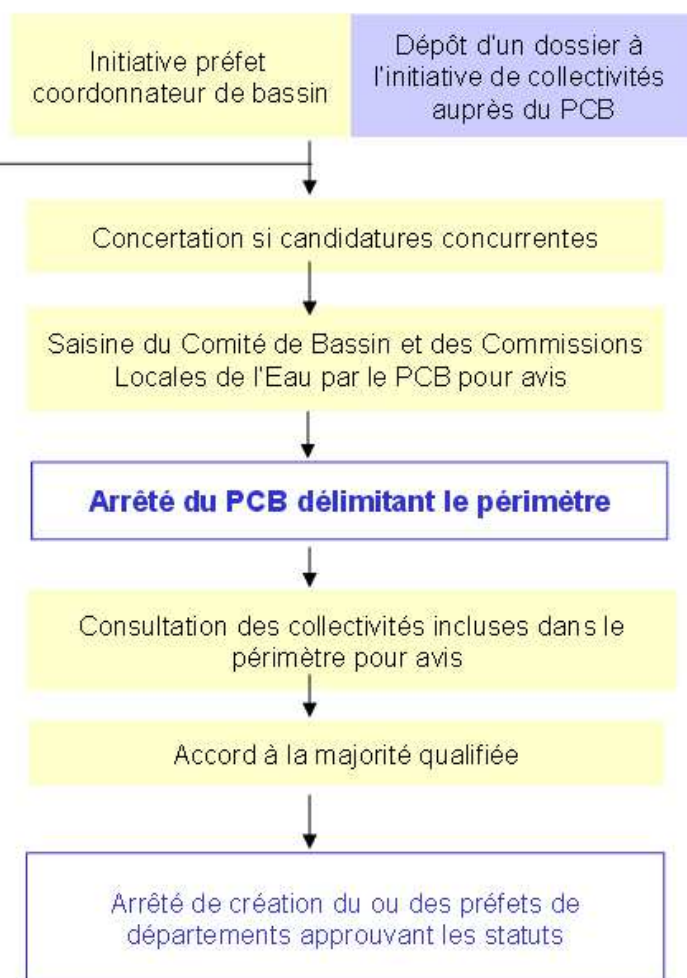 Initiative préfet
coordonnateur de bassin
Dépôt d'un dossier à
l'initiative de collectivités
auprès du PCB
Concertation si candidatures concurrentes
Saisine du Comité de Bassin et des Commissions
Locales de l'Eau par le PCB pour avis
Arrêté du PCB délimitant le périmètre
Consultation des collectivités incluses dans le
périmètre pour avis
Accord à la majorité qualifiée
Arrêté de création du ou des préfets de
départements approuvant les statuts